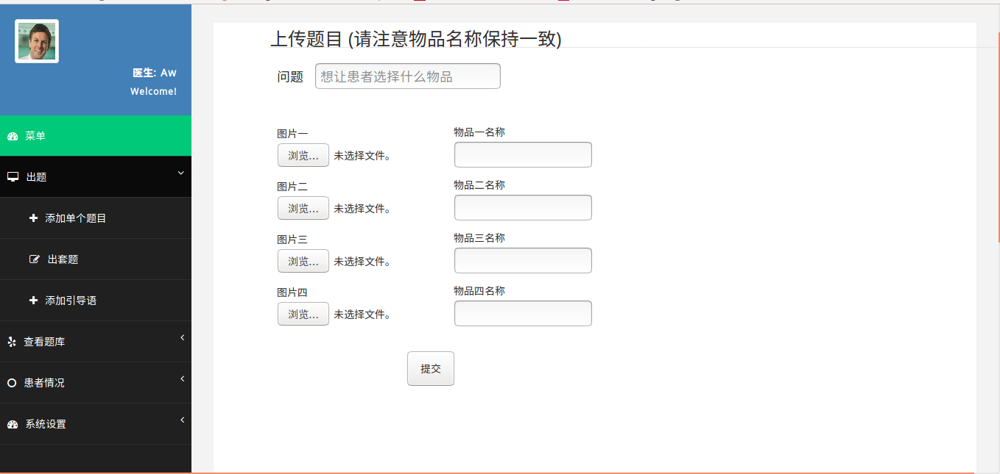 医生: Aw
Welcome!
菜单
出题
添加单个题目
出套题
添加引导语
查看题库
患者情况
系统设置
上传题目 (请注意物品名称保持一致)
问题 想让患者选择什么物品
图片一 物品一名称
浏览... 未选择文件。
图片二 物品二名称
浏览... 未选择文件。
图片三 物品三名称
浏览... 未选择文件。
图片四 物品四名称
浏览... 未选择文件。
提交